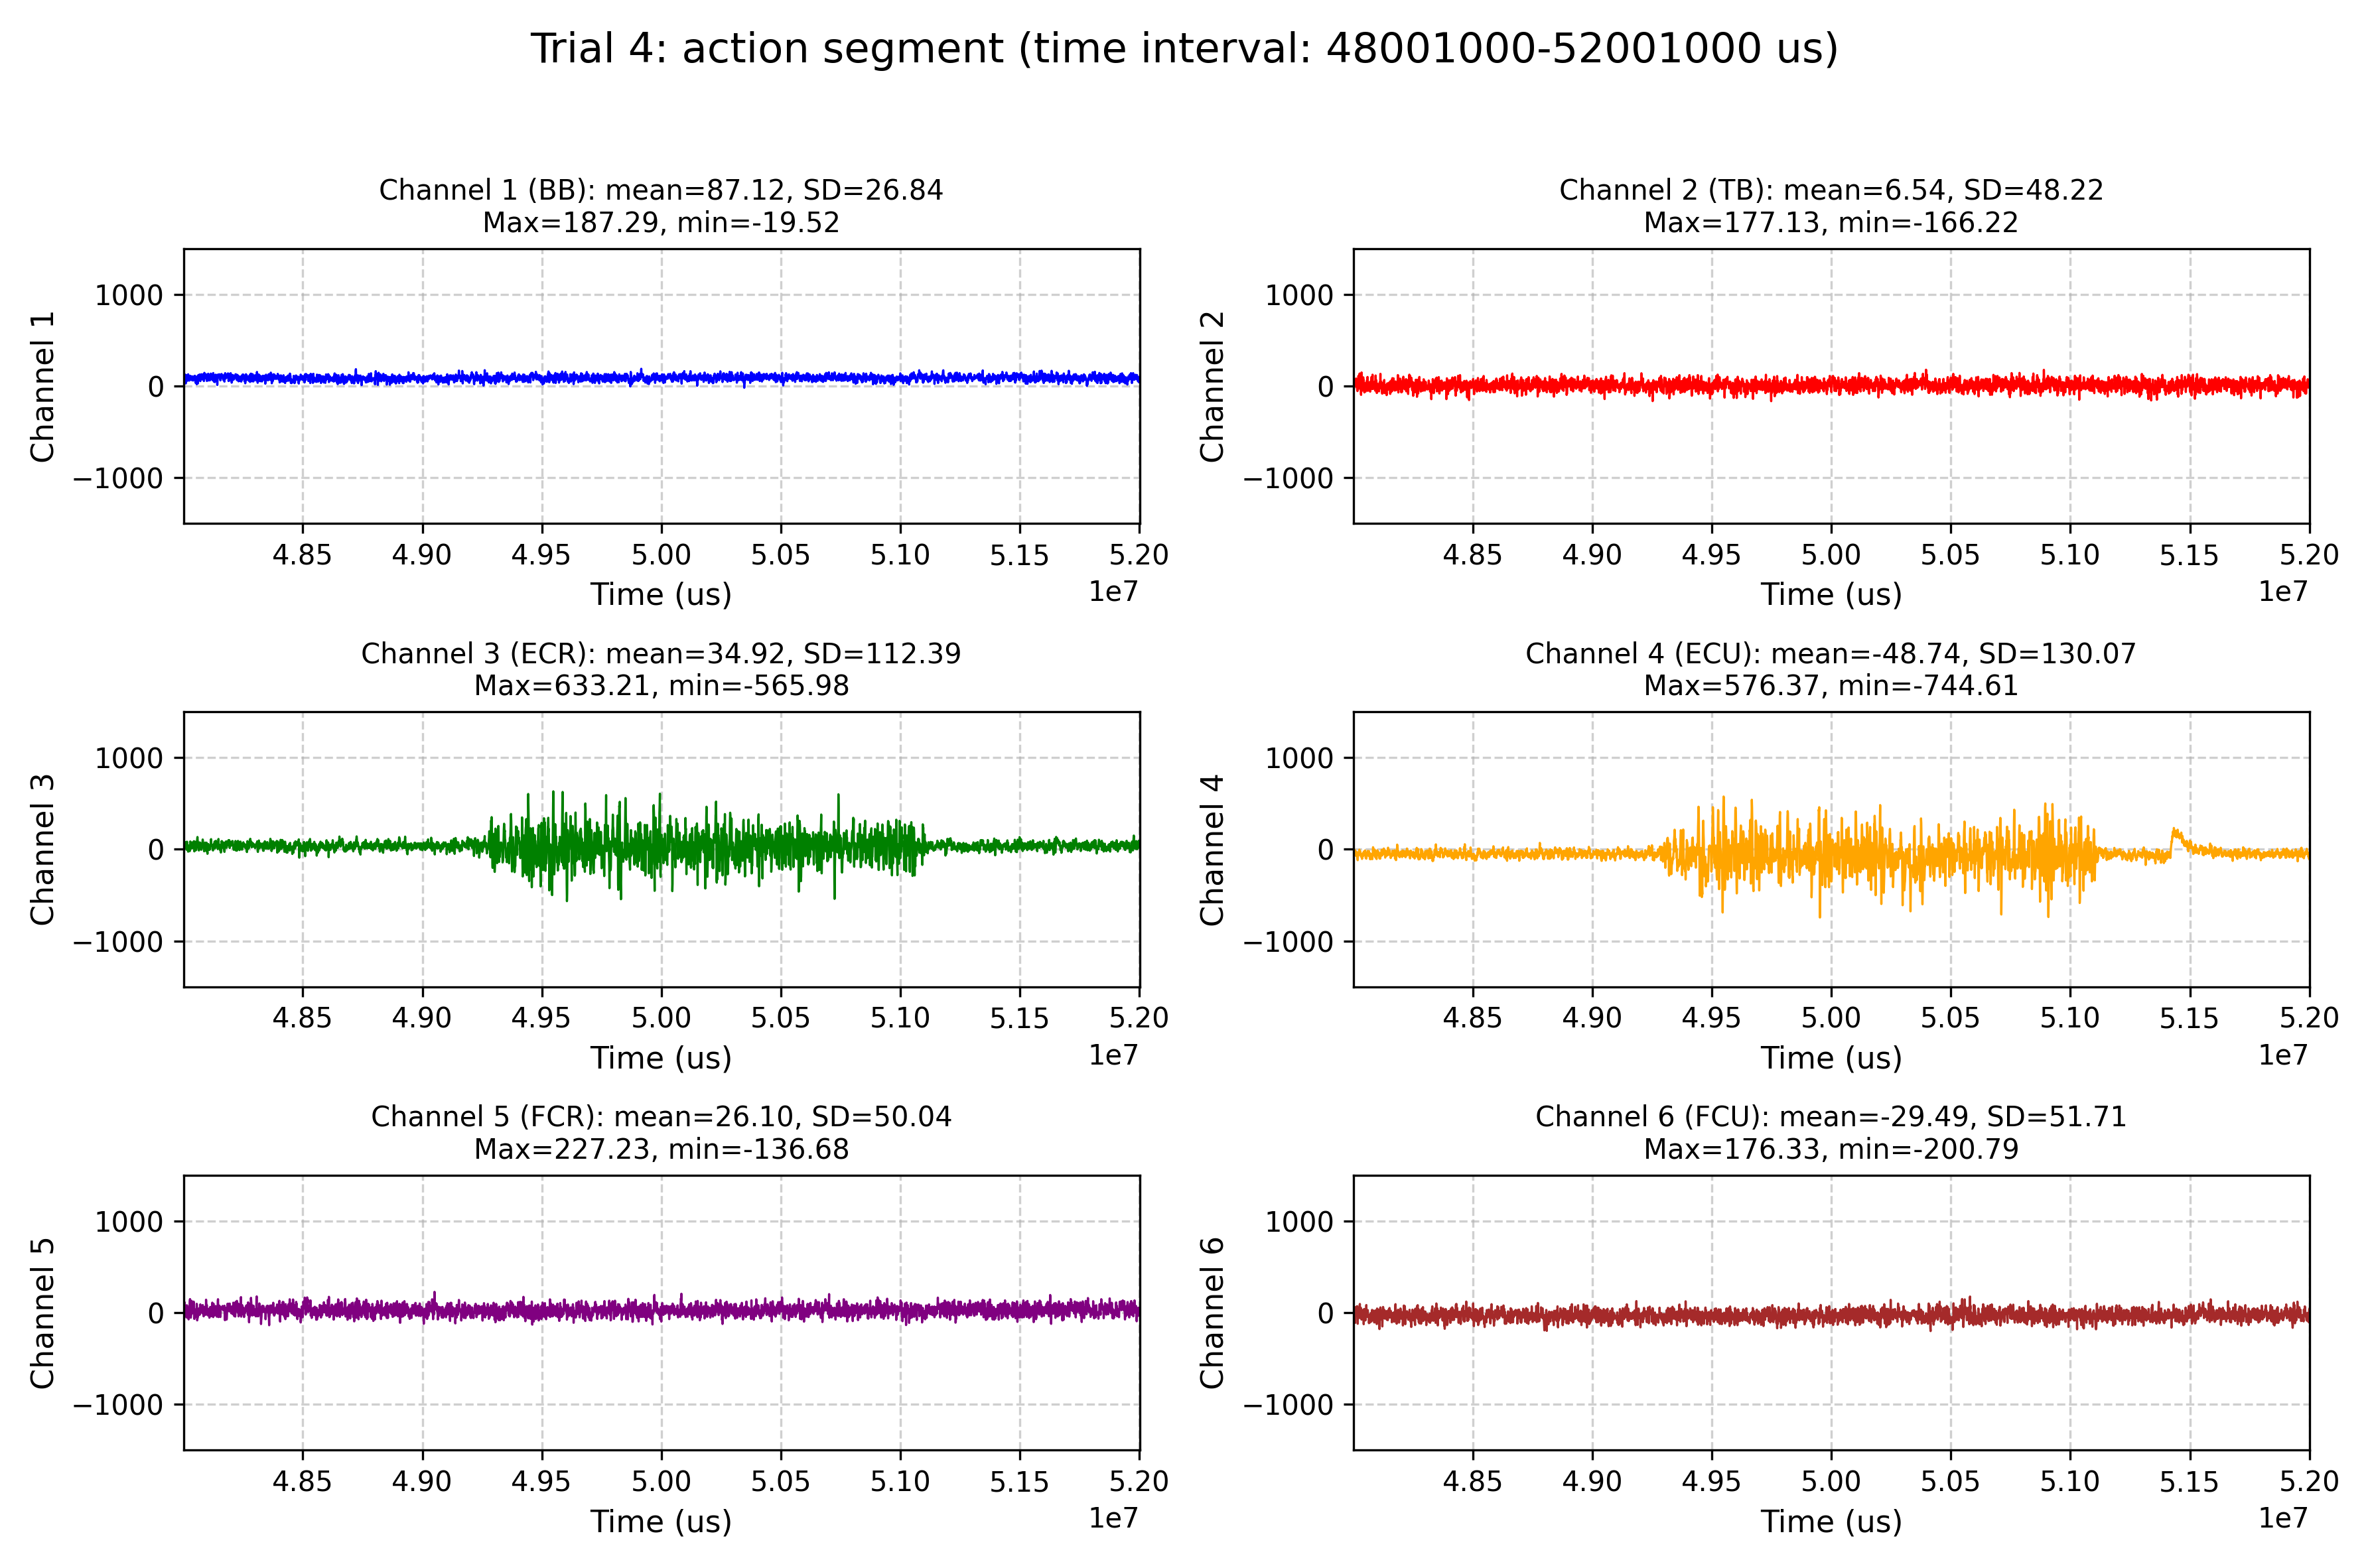 Trial 4: action segment (time interval: 48001000-52001000 us)
Channel 1 (BB): mean=87.12, SD=26.84
Max=187.29, min=-19.52
Channel 1
1000
0
−1000
4.85 4.90 4.95 5.00 5.05 5.10 5.15 5.20
Time (us)
1e7
Channel 2 (TB): mean=6.54, SD=48.22
Max=177.13, min=-166.22
Channel 2
1000
0
−1000
4.85 4.90 4.95 5.00 5.05 5.10 5.15 5.20
Time (us)
1e7
Channel 3 (ECR): mean=34.92, SD=112.39
Max=633.21, min=-565.98
Channel 3
1000
0
−1000
4.85 4.90 4.95 5.00 5.05 5.10 5.15 5.20
Time (us)
1e7
Channel 4 (ECU): mean=-48.74, SD=130.07
Max=576.37, min=-744.61
Channel 4
1000
0
−1000
4.85 4.90 4.95 5.00 5.05 5.10 5.15 5.20
Time (us)
1e7
Channel 5 (FCR): mean=26.10, SD=50.04
Max=227.23, min=-136.68
Channel 5
1000
0
−1000
4.85 4.90 4.95 5.00 5.05 5.10 5.15 5.20
Time (us)
1e7
Channel 6 (FCU): mean=-29.49, SD=51.71
Max=176.33, min=-200.79
Channel 6
1000
0
−1000
4.85 4.90 4.95 5.00 5.05 5.10 5.15 5.20
Time (us)
1e7